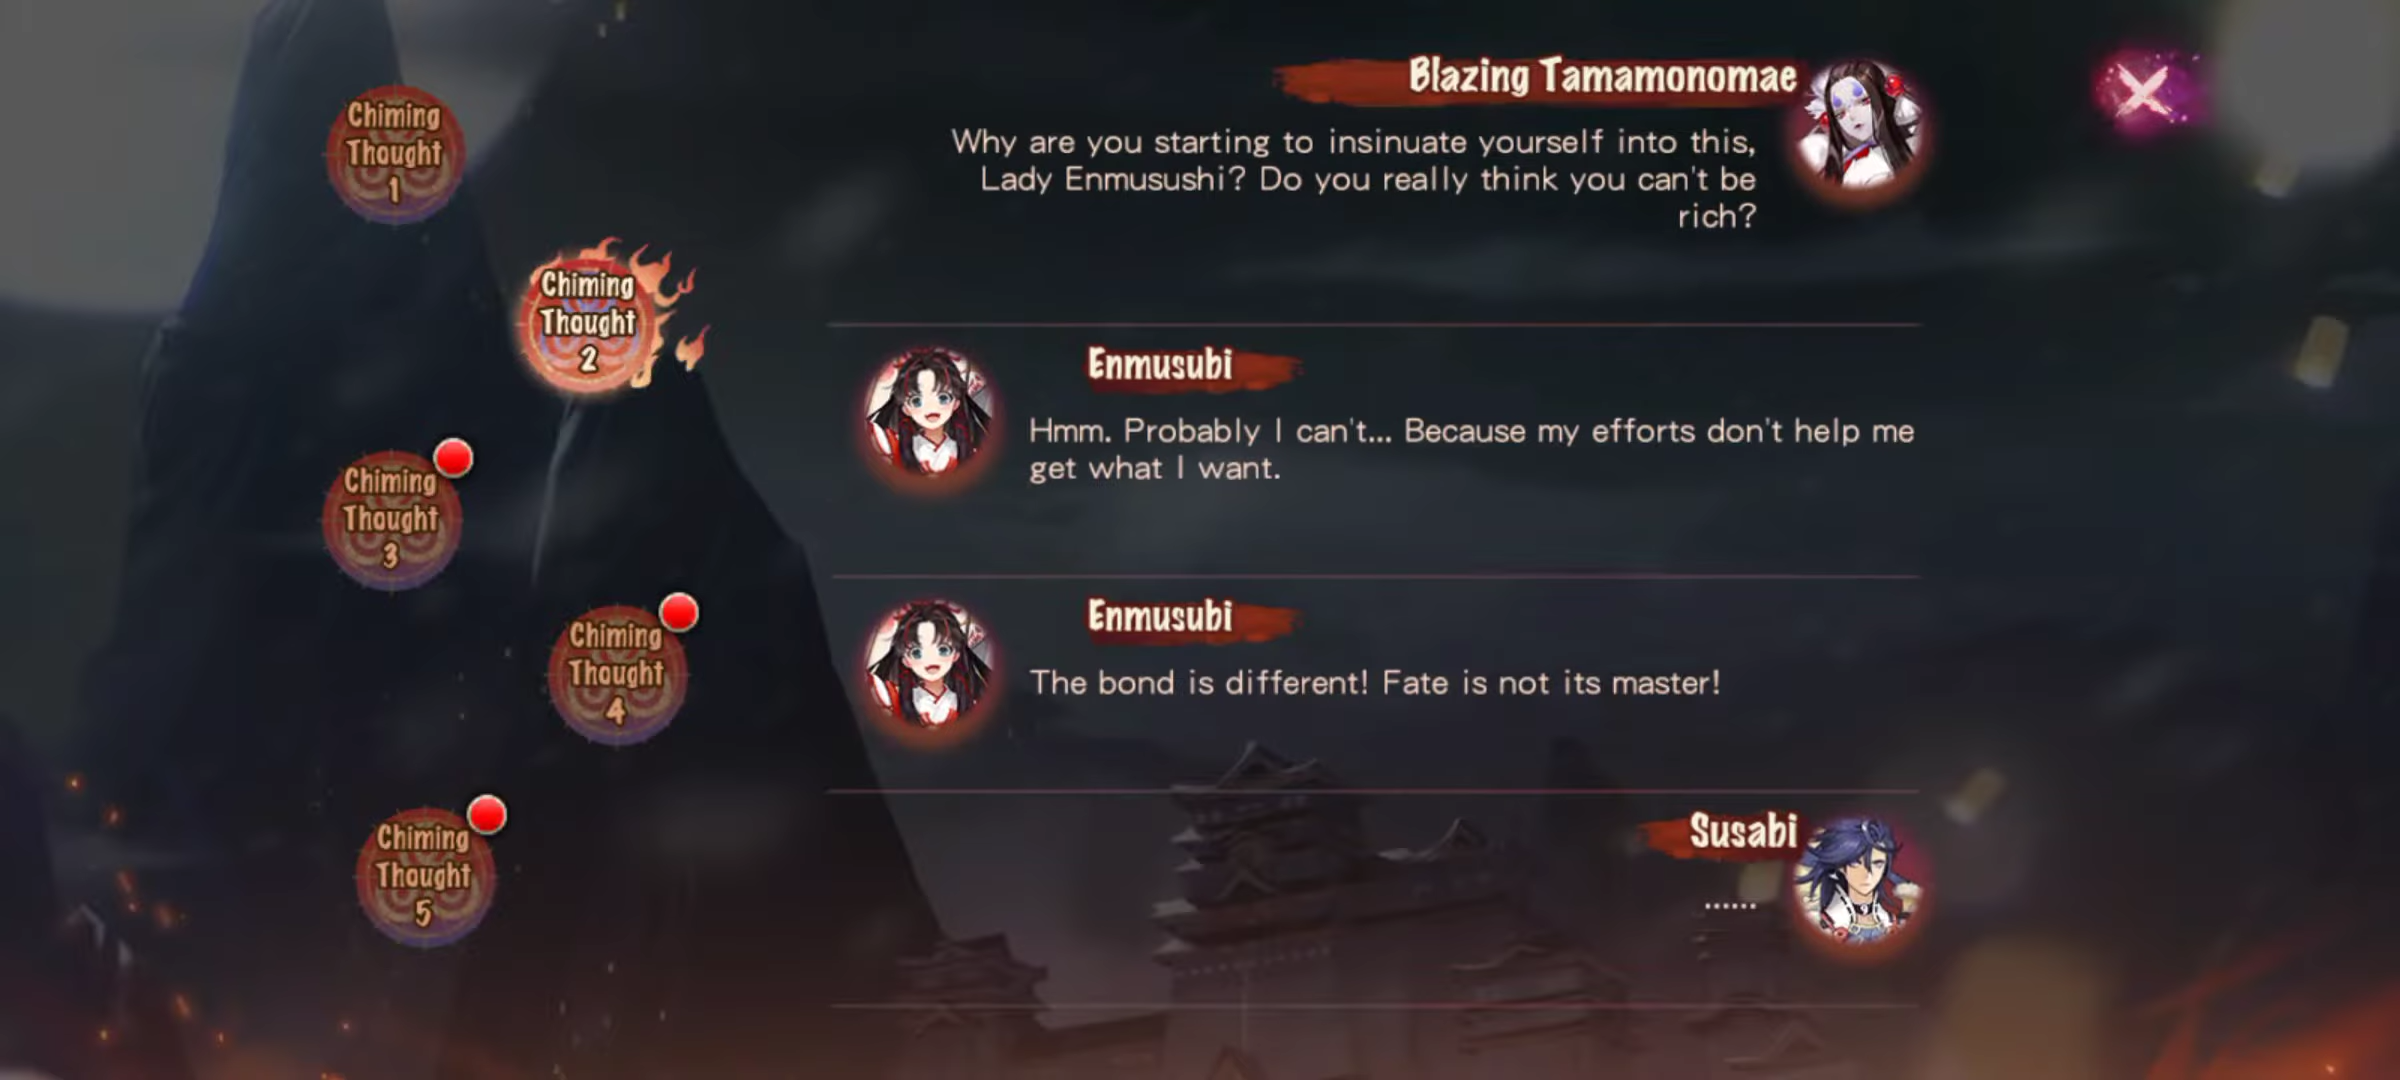 Chiming
Thought
1
Chiming
Thought
2
Chiming
Thought
3
Chiming
Thought
4
Chiming
Thought
5
Blazing Tamamonomae
Why are you starting to insinuate yourself into this,
Lady Enmusushi? Do you really think you can't be
rich?
Enmusubi
Hmm. Probably I can't... Because my efforts don't help me
get what I want.
Enmusubi
The bond is different! Fate is not its master!
Susabi
......